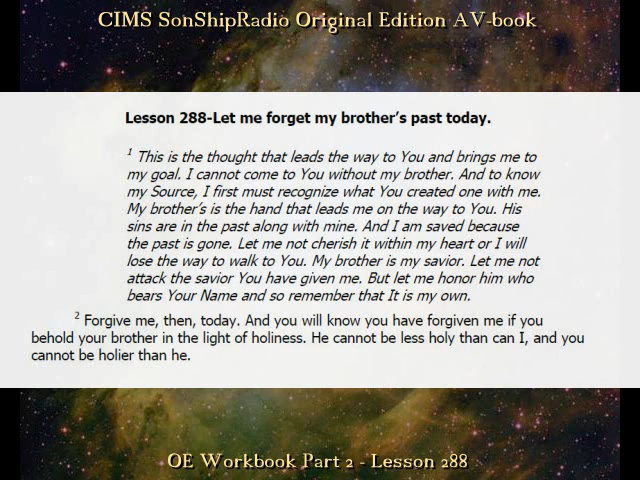 CIMS SonShipRadio Original Edition AV-book
Lesson 288-Let me forget my brother's past today.
1 This is the thought that leads the way to You and brings me to
my goal. I cannot come to You without my brother. And to know
my Source, I first must recognize what You created one with me.
My brother's is the hand that leads me on the way to You. His
sins are in the past along with mine. And I am saved because
the past is gone. Let me not cherish it within my heart or I will
lose the way to walk to You. My brother is my savior. Let me not
attack the savior You have given me. But let me honor him who
bears Your Name and so remember that It is my own.
2 Forgive me, then, today. And you will know you have forgiven me if you
behold your brother in the light of holiness. He cannot be less holy than can I, and you
cannot be holier than he.
OE Workbook Part 2 - Lesson 288